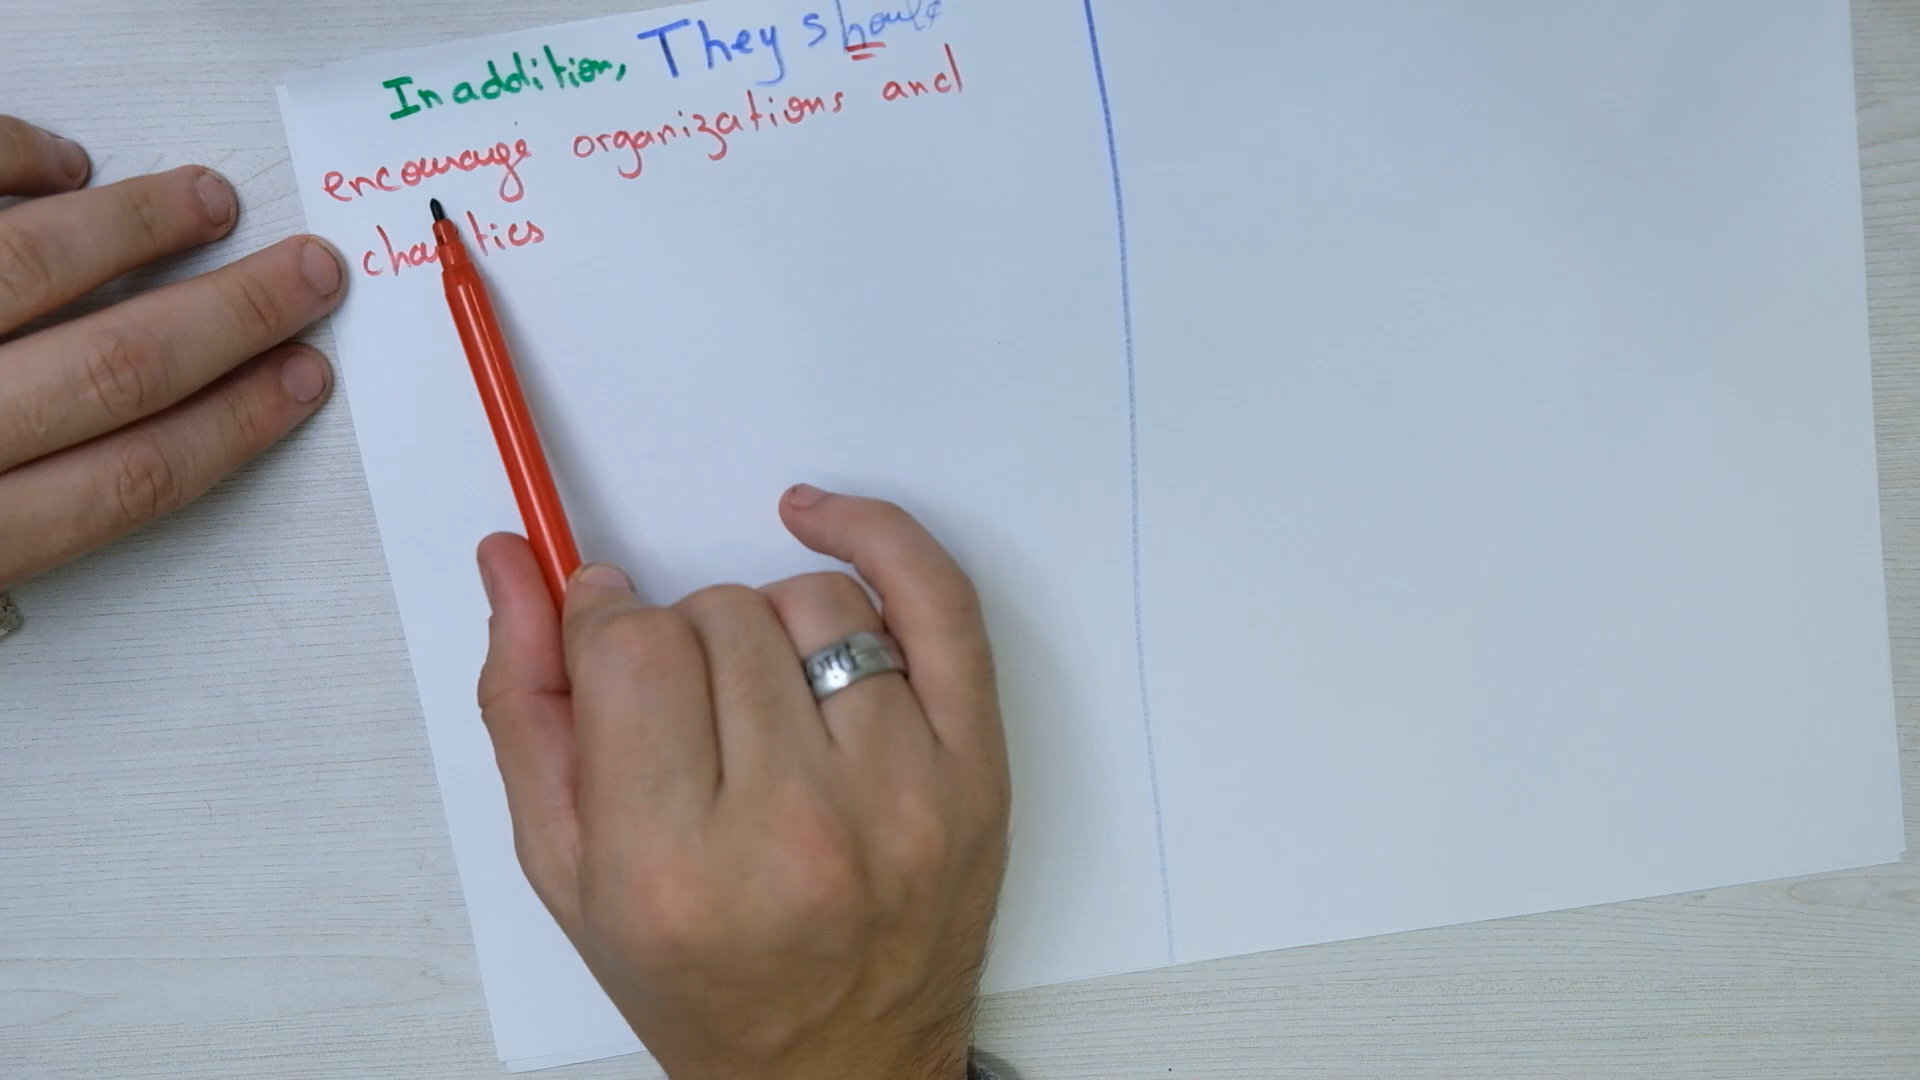 In addition, They should
encourage organizations and
charities